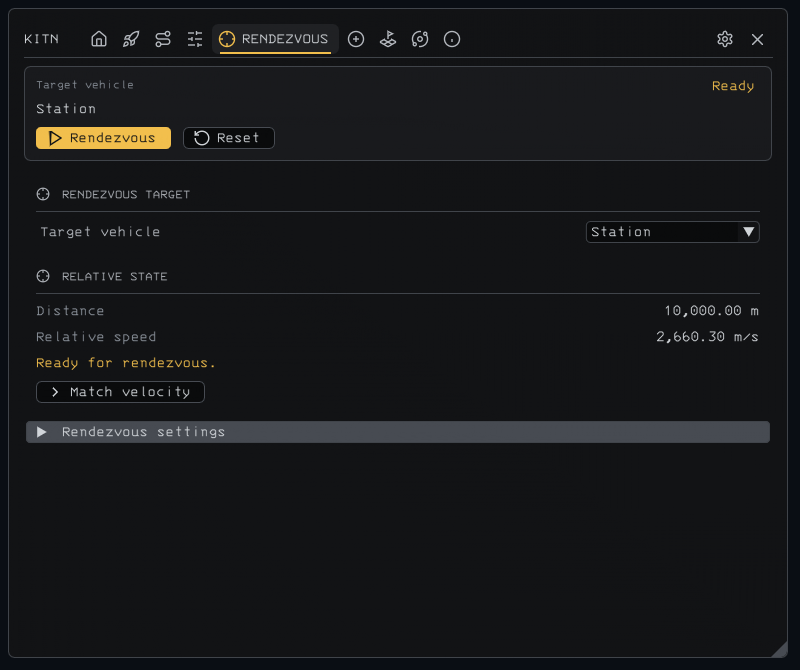 KITN RENDEZVOUS
Target vehicle Ready
Station
Rendezvous Reset
RENDEZVOUS TARGET
Target vehicle Station
RELATIVE STATE
Distance 10,000.00 m
Relative speed 2,660.30 m/s
Ready for rendezvous.
Match velocity
Rendezvous settings